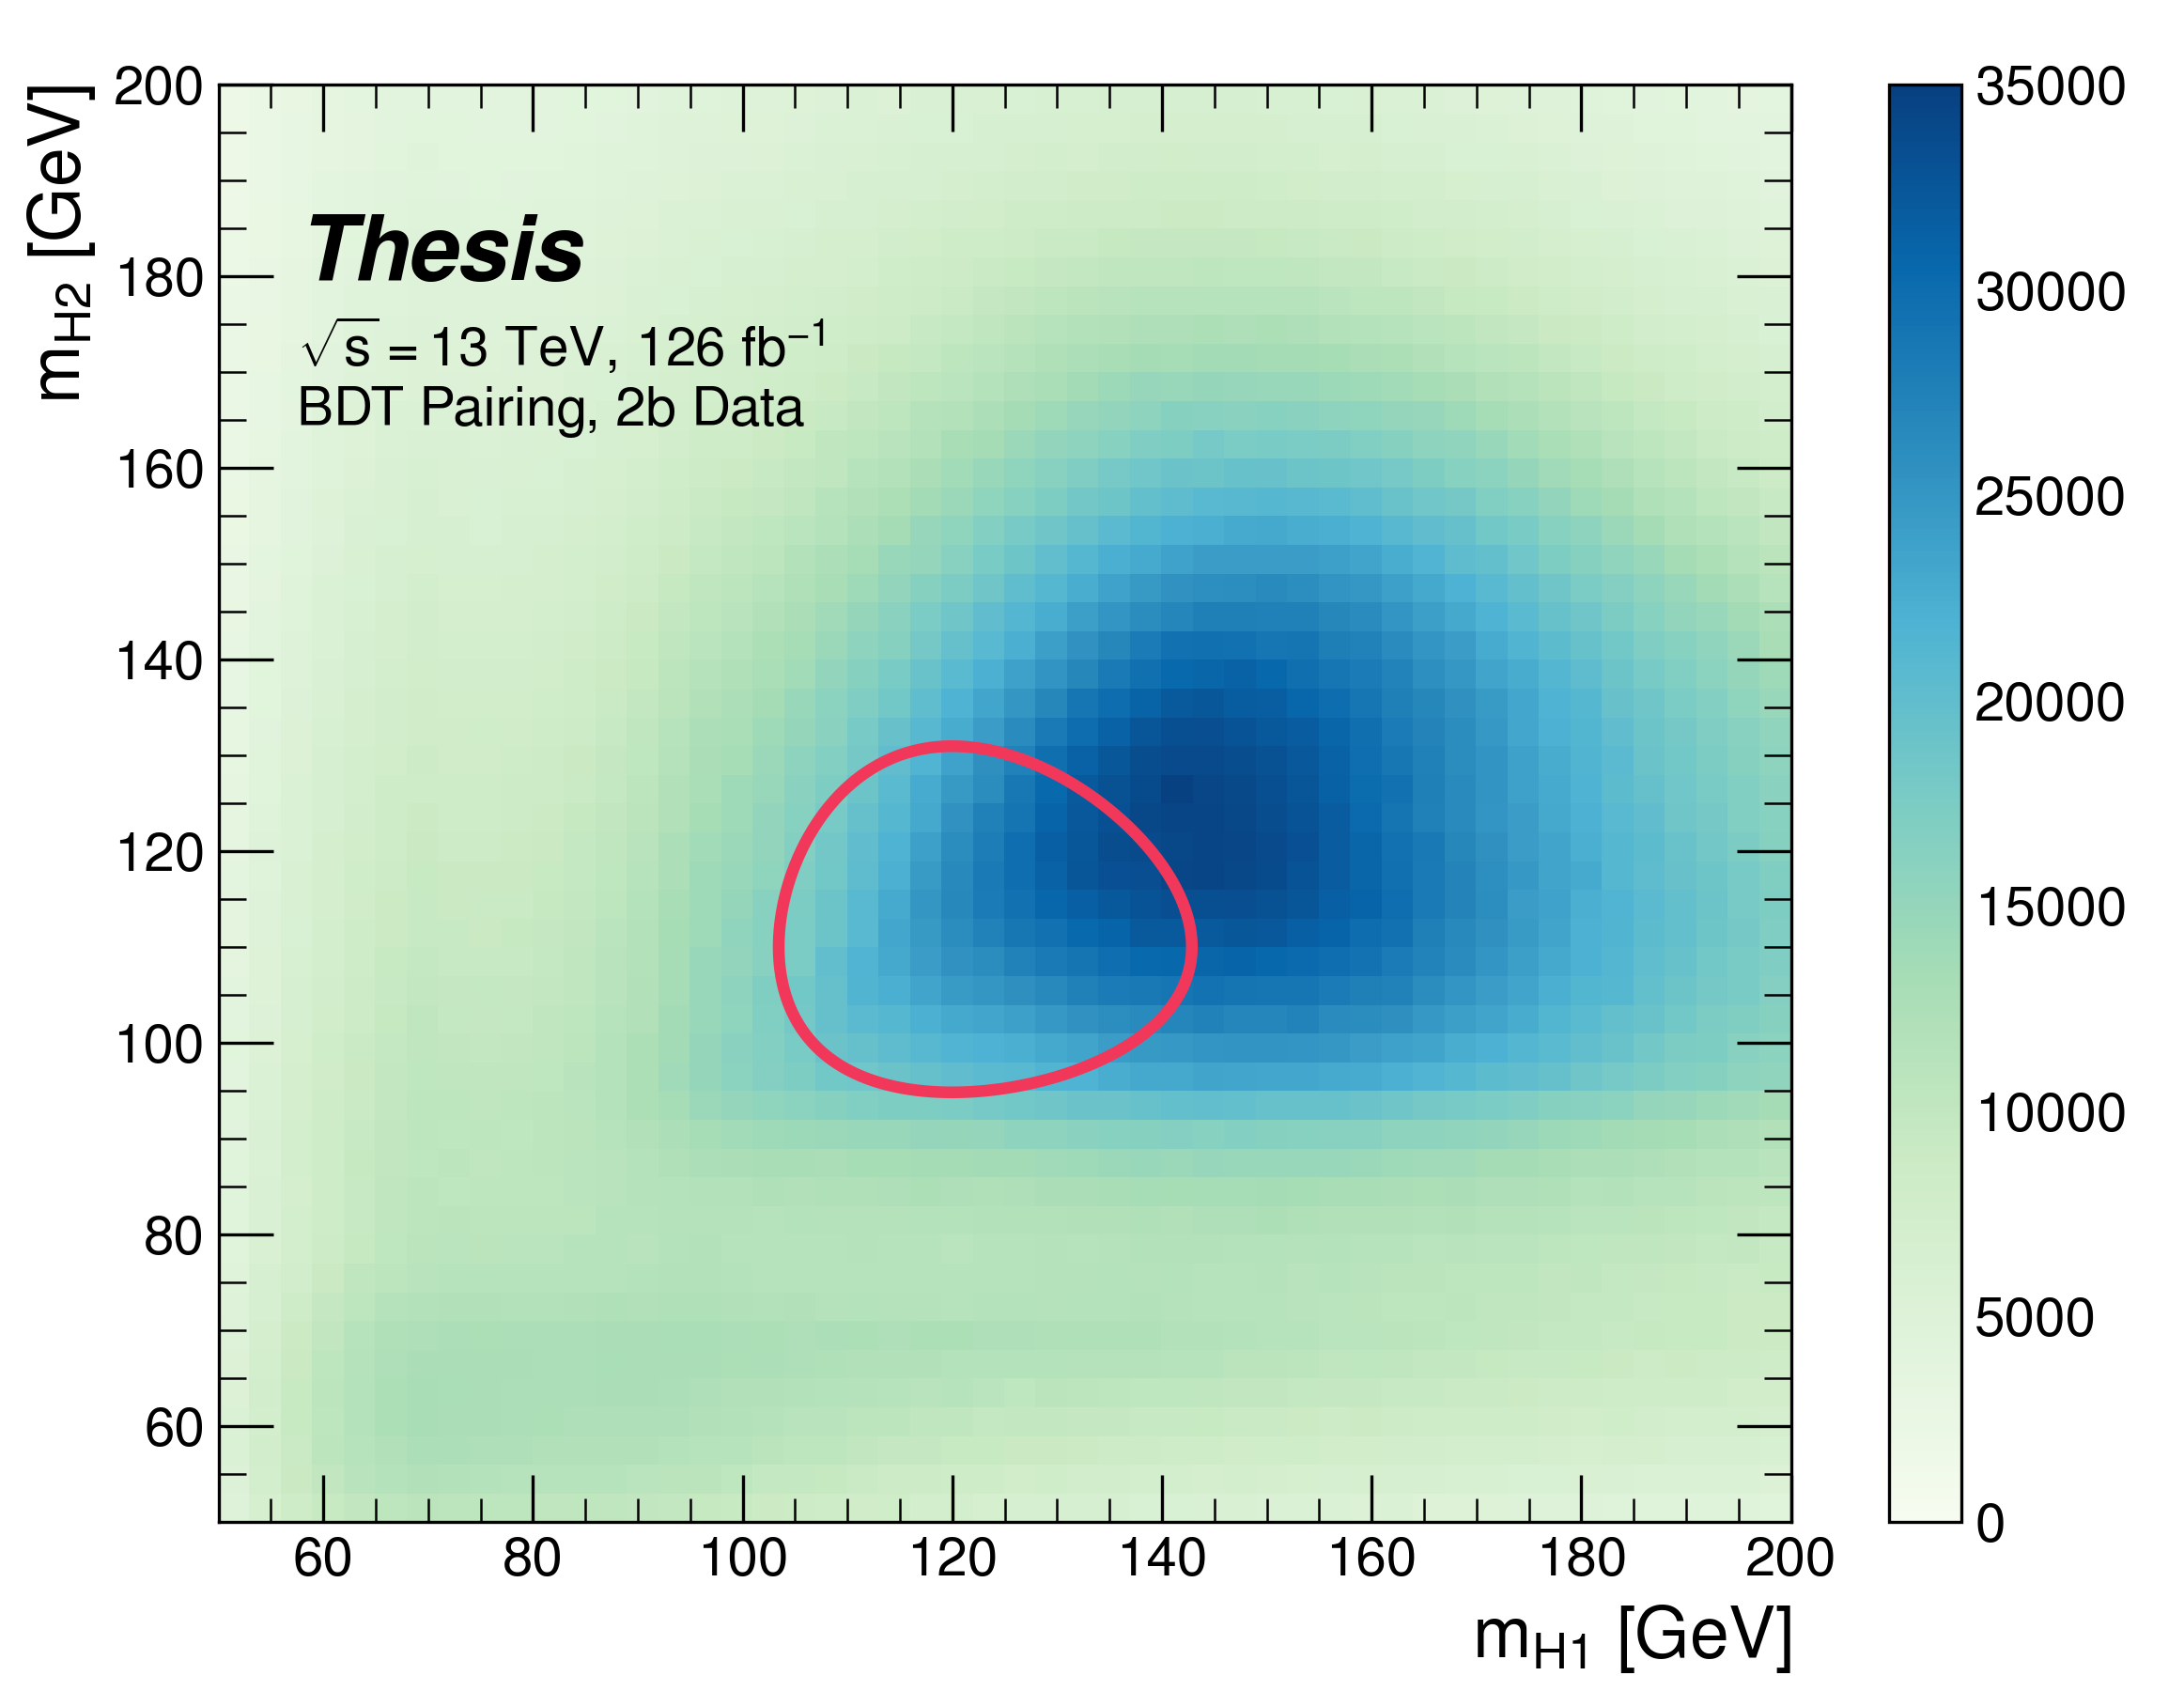 Thesis
√s = 13 TeV, 126 fb⁻¹
BDT Pairing, 2b Data
m_H2 [GeV]
200
180
160
140
120
100
80
60
60 80 100 120 140 160 180 200
m_H1 [GeV]
35000
30000
25000
20000
15000
10000
5000
0